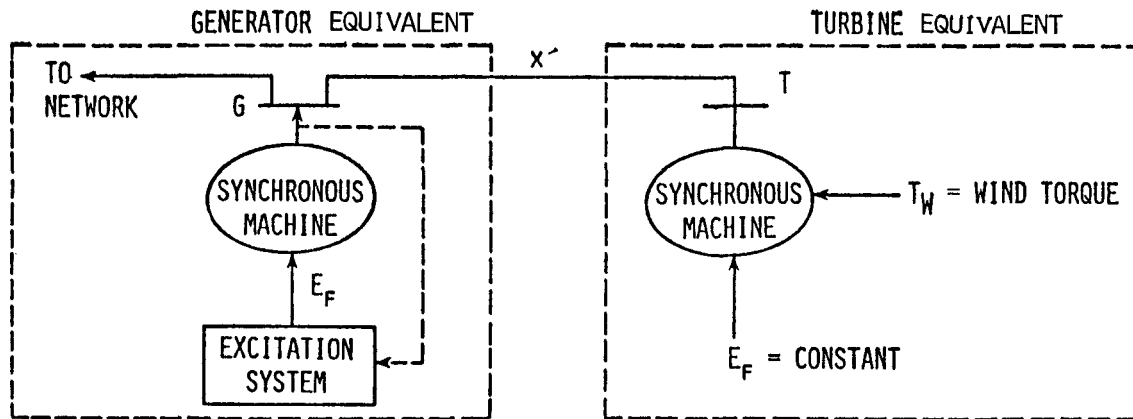 GENERATOR EQUIVALENT
TURBINE EQUIVALENT
TO
NETWORK
G
X´
T
SYNCHRONOUS
MACHINE
SYNCHRONOUS
MACHINE
T_W = WIND TORQUE
E_F
EXCITATION
SYSTEM
E_F = CONSTANT